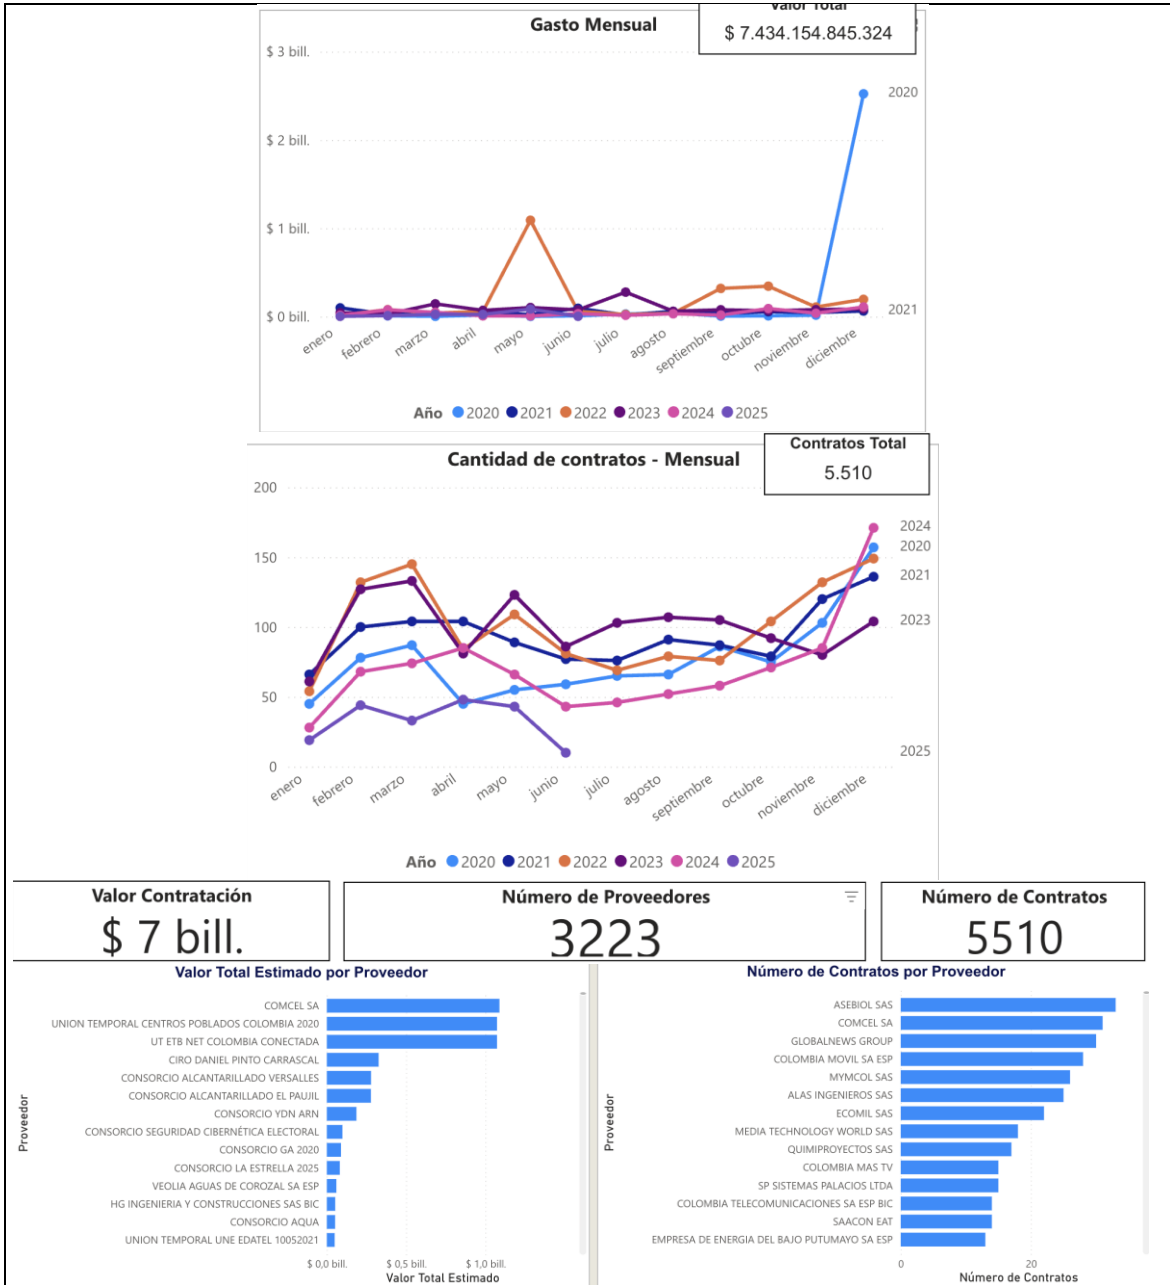 Valor Total
$ 7.434.154.845.324
Gasto Mensual
$ 3 bill.
$ 2 bill.
$ 1 bill.
$ 0 bill.
2020
2021
enero
febrero
marzo
abril
mayo
junio
julio
agosto
septiembre
octubre
noviembre
diciembre
Año 2020 2021 2022 2023 2024 2025
Contratos Total
5.510
Cantidad de contratos - Mensual
200
150
100
50
0
2024
2020
2021
2023
2025
enero
febrero
marzo
abril
mayo
junio
julio
agosto
septiembre
octubre
noviembre
diciembre
Año 2020 2021 2022 2023 2024 2025
Valor Contratación
$ 7 bill.
Número de Proveedores
3223
Número de Contratos
5510
Valor Total Estimado por Proveedor
Proveedor
COMCEL SA
UNION TEMPORAL CENTROS POBLADOS COLOMBIA 2020
UT ETB NET COLOMBIA CONECTADA
CIRO DANIEL PINTO CARRASCAL
CONSORCIO ALCANTARILLADO VERSALLES
CONSORCIO ALCANTARILLADO EL PAUJIL
CONSORCIO YDN ARN
CONSORCIO SEGURIDAD CIBERNÉTICA ELECTORAL
CONSORCIO GA 2020
CONSORCIO LA ESTRELLA 2025
VEOLIA AGUAS DE COROZAL SA ESP
HG INGENIERIA Y CONSTRUCCIONES SAS BIC
CONSORCIO AQUA
UNION TEMPORAL UNE EDATEL 10052021
$ 0,0 bill. $ 0,5 bill. $ 1,0 bill.
Valor Total Estimado
Número de Contratos por Proveedor
Proveedor
ASEBIOL SAS
COMCEL SA
GLOBALNEWS GROUP
COLOMBIA MOVIL SA ESP
MYMCOL SAS
ALAS INGENIEROS SAS
ECOMIL SAS
MEDIA TECHNOLOGY WORLD SAS
QUIMIPROYECTOS SAS
COLOMBIA MAS TV
SP SISTEMAS PALACIOS LTDA
COLOMBIA TELECOMUNICACIONES SA ESP BIC
SAACON EAT
EMPRESA DE ENERGIA DEL BAJO PUTUMAYO SA ESP
0 20
Número de Contratos